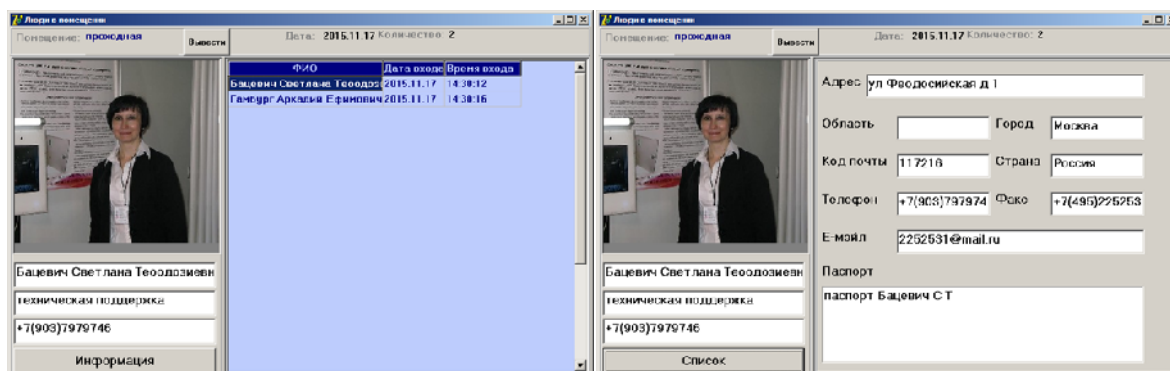 Люди в помещении
Помещение: проходная
Вывести
Дата: 2015.11.17 Количество: 2
ФИО Дата входа Время входа
Бацевич Светлана Теодоз 2015.11.17 14:30:12
Гамбург Аркадий Ефимович 2015.11.17 14:30:16
Бацевич Светлана Теодозиевн
техническая поддержка
+7(903)7979746
Информация
Люди в помещении
Помещение: проходная
Вывести
Дата: 2015.11.17 Количество: 2
Адрес ул Феодосийская д 1
Область Город Москва
Код почты 117216 Страна Россия
Телефон +7(903)797974 Факс +7(495)225253
Е-мэйл 2252531@mail.ru
Паспорт
паспорт Бацевич С Т
Бацевич Светлана Теодозиевн
техническая поддержка
+7(903)7979746
Список